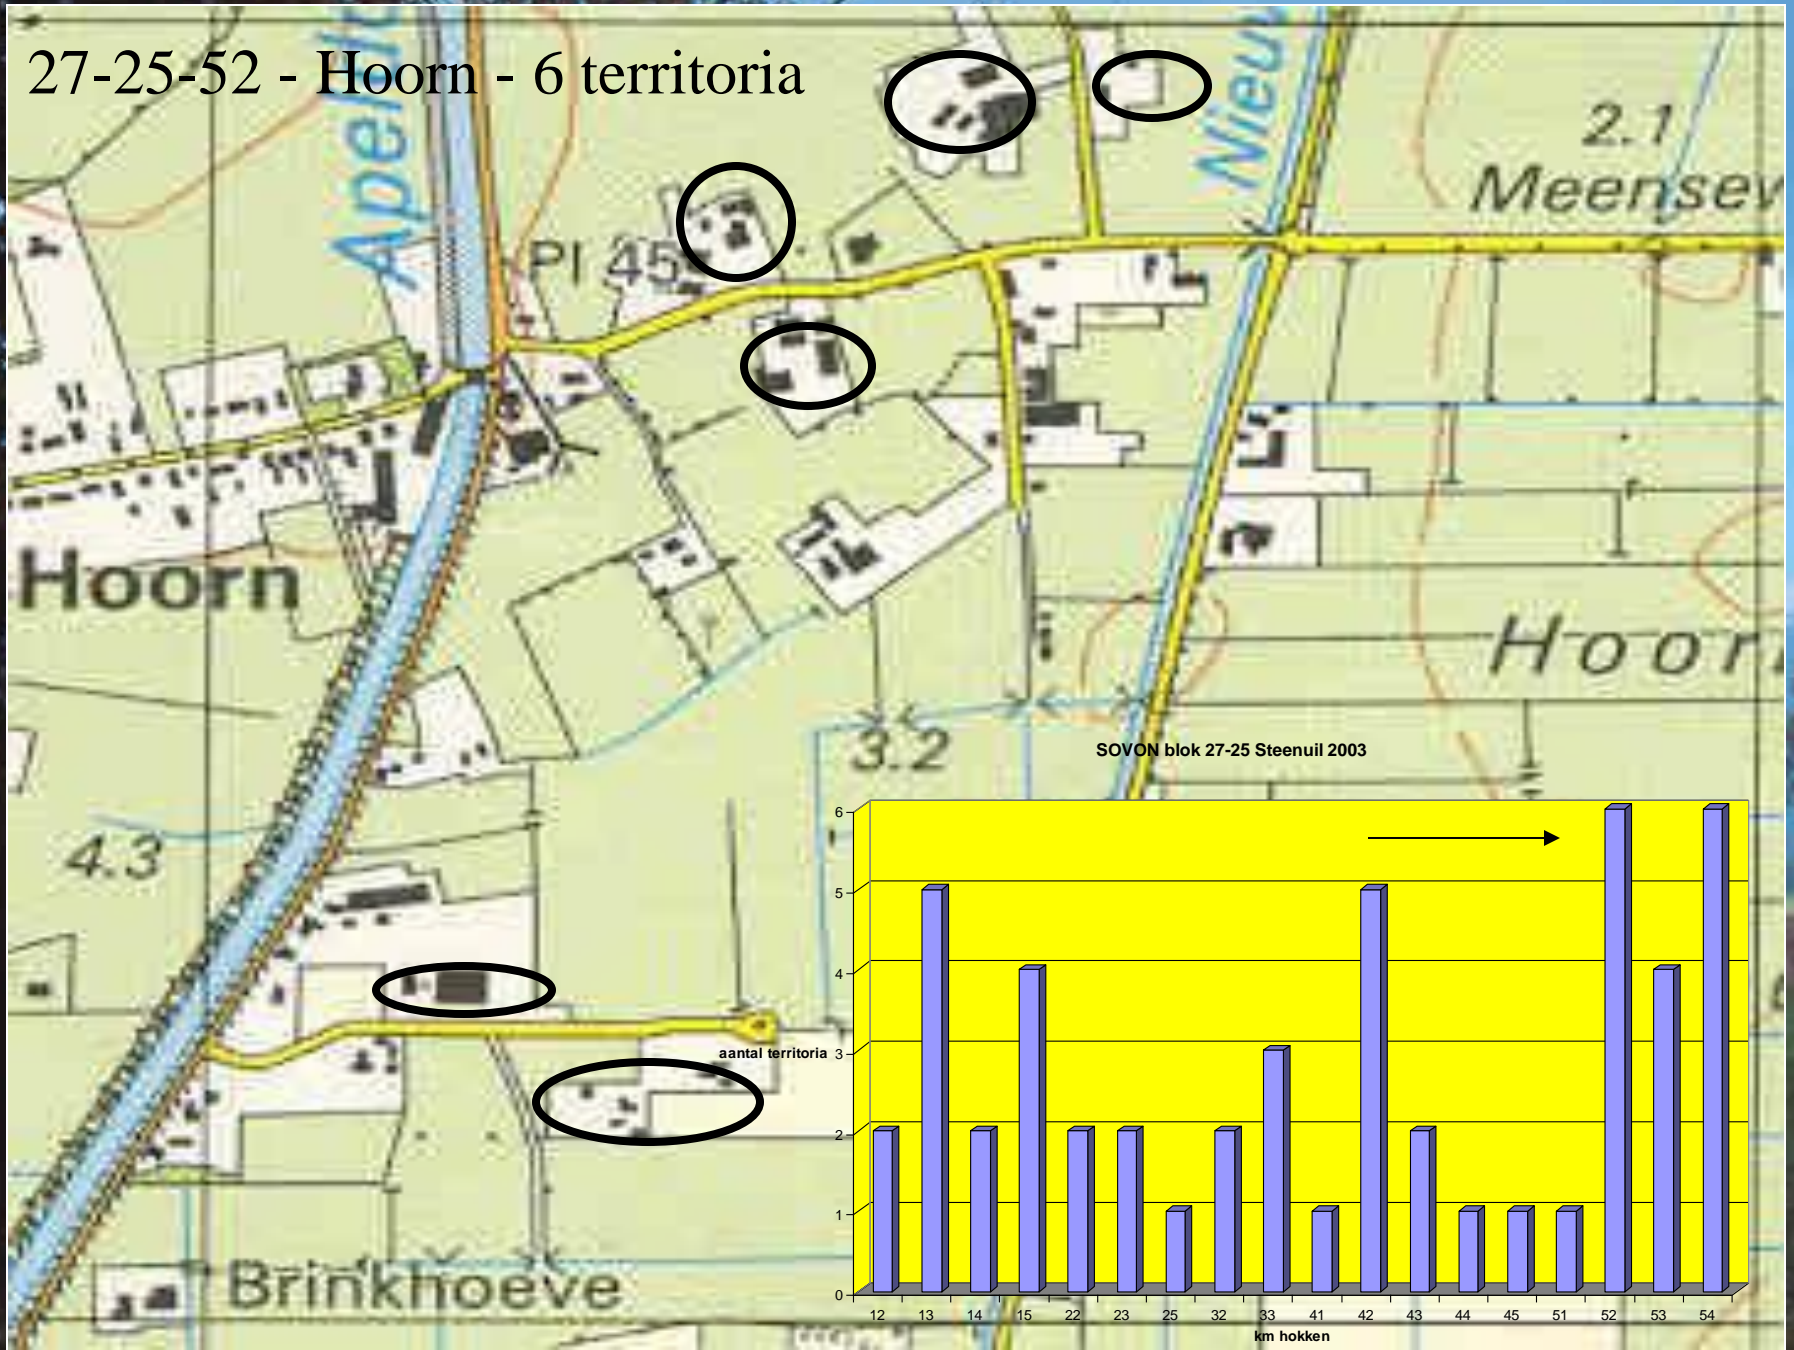 27-25-52 - Hoorn - 6 territoria
2.1
Pl 45
Hoorn
3.2
SOVON blok 27-25 Steenuil 2003
4.3
aantal territoria
6
5
4
3
2
1
0
12 13 14 15 22 23 25 32 33 41 42 43 44 45 51 52 53 54
km hokken
Brinkhoeve